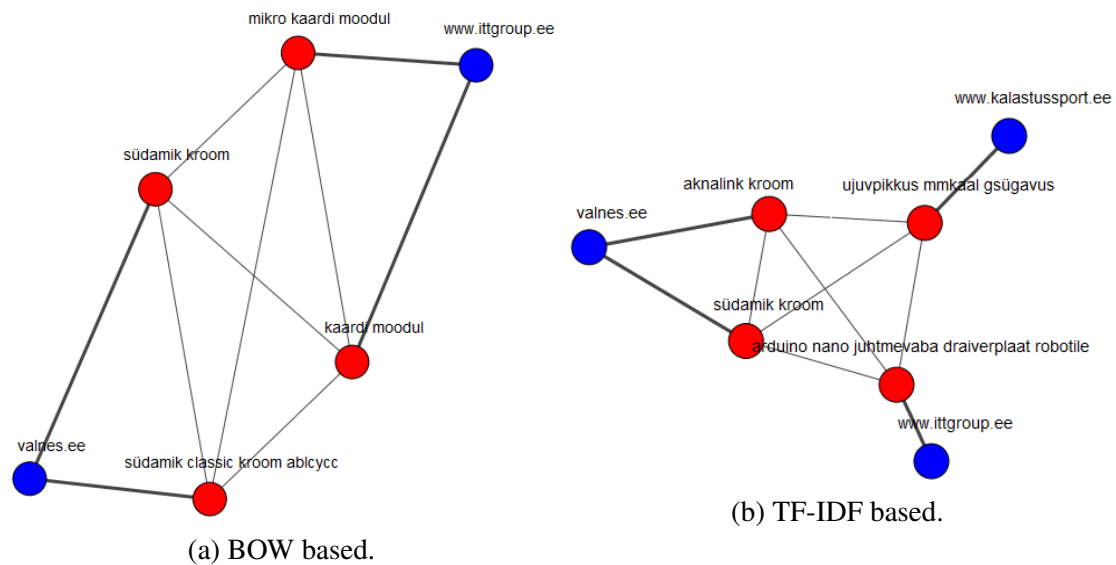 mikro kaardi moodul
www.ittgroup.ee
südamik kroom
kaardi moodul
valnes.ee
südamik classic kroom ablcycc
(a) BOW based.
www.kalastussport.ee
aknalink kroom
ujuvpikkus mmkaal gsügavus
valnes.ee
südamik kroom
arduino nano juhtmevaba draiverplaat robotile
www.ittgroup.ee
(b) TF-IDF based.